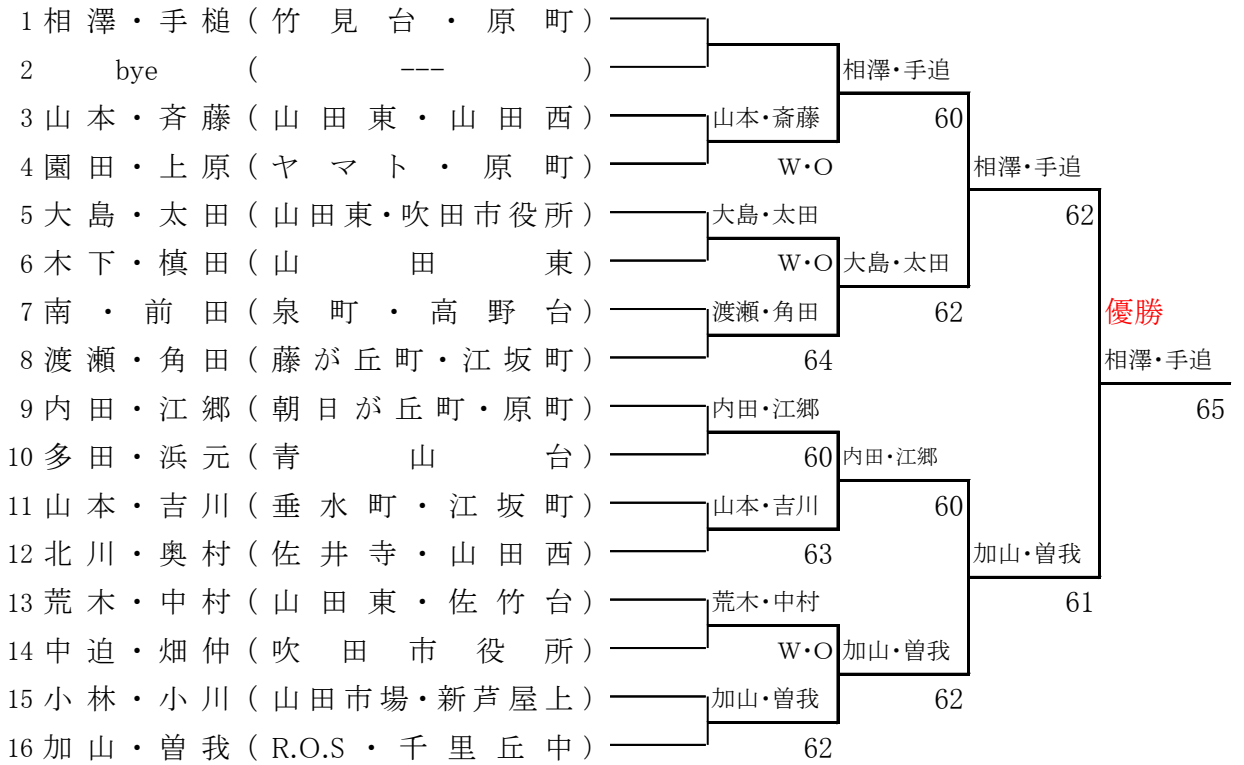 1 相澤・手槌(竹見台・原町)
2 bye ( --- )
相澤・手追
3 山本・斉藤(山田東・山田西)
山本・斎藤
60
4 園田・上原(ヤマト・原町)
W・O
相澤・手追
5 大島・太田(山田東・吹田市役所)
大島・太田
62
6 木下・槙田(山田東)
W・O
大島・太田
7 南・前田(泉町・高野台)
渡瀬・角田
62
優勝
8 渡瀬・角田(藤が丘町・江坂町)
64
相澤・手追
9 内田・江郷(朝日が丘町・原町)
内田・江郷
65
10 多田・浜元(青山台)
60
内田・江郷
11 山本・吉川(垂水町・江坂町)
山本・吉川
60
12 北川・奥村(佐井寺・山田西)
63
加山・曽我
13 荒木・中村(山田東・佐竹台)
荒木・中村
61
14 中迫・畑仲(吹田市役所)
W・O
加山・曽我
15 小林・小川(山田市場・新芦屋上)
加山・曽我
62
16 加山・曽我(R.O.S・千里丘中)
62